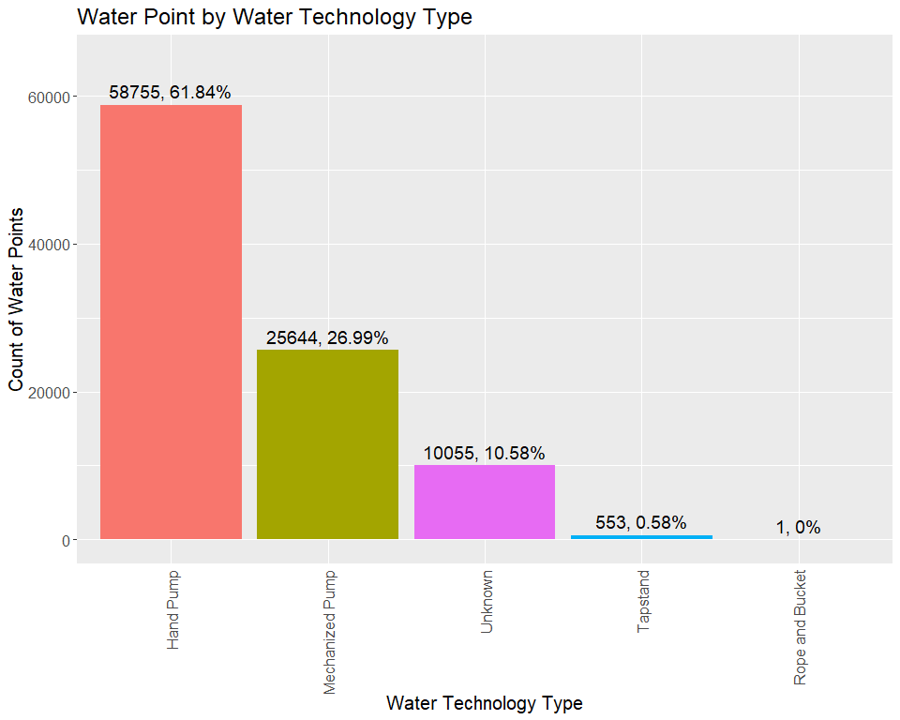 Water Point by Water Technology Type
58755, 61.84%
25644, 26.99%
10055, 10.58%
553, 0.58%
1, 0%
60000
40000
20000
0
Count of Water Points
Hand Pump
Mechanized Pump
Unknown
Tapstand
Rope and Bucket
Water Technology Type